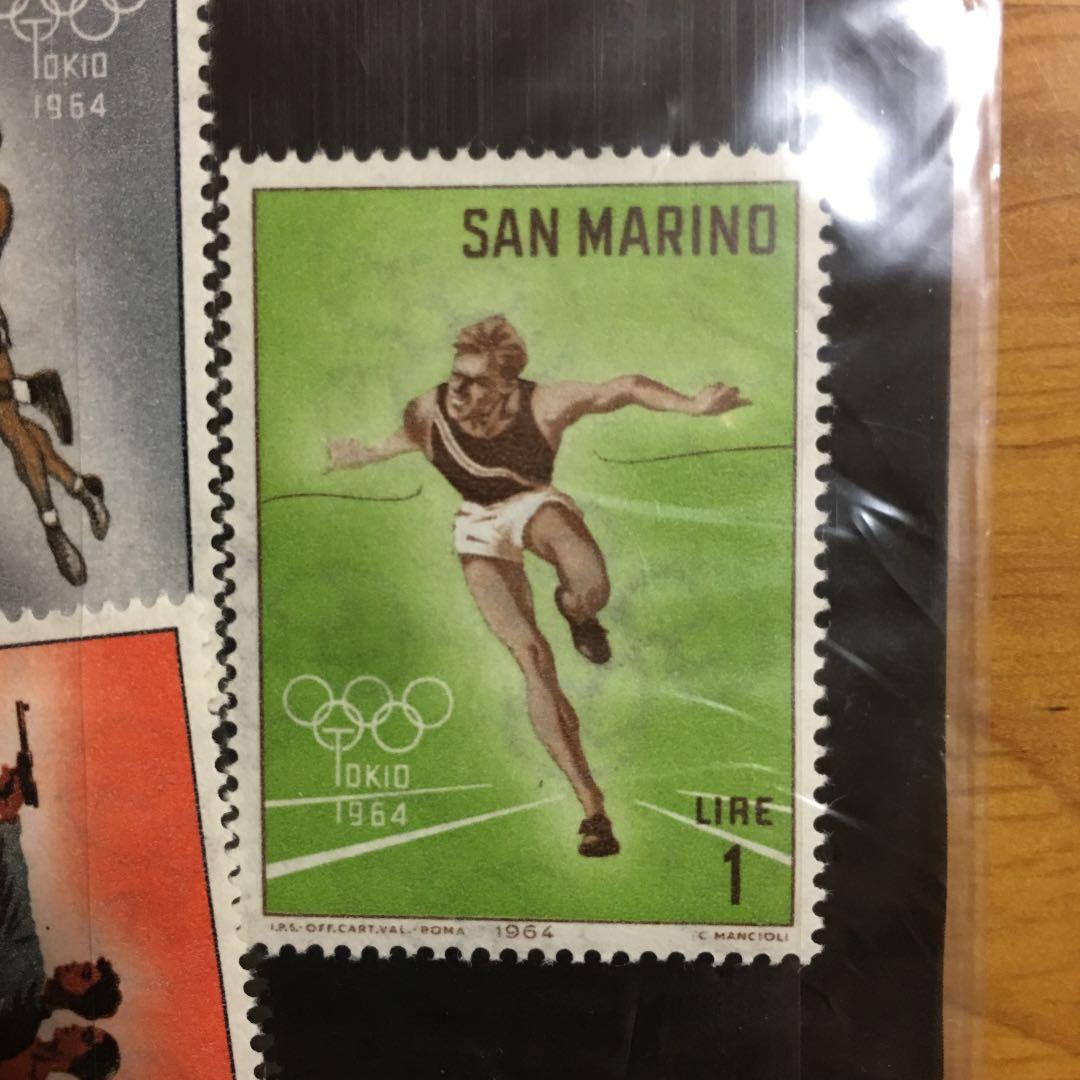 TOKIO
1964
SAN MARINO
TOKIO
1964
LIRE
1
I.P.S.-OFF.CART.VAL.-ROMA 1964 C. MANCIOLI